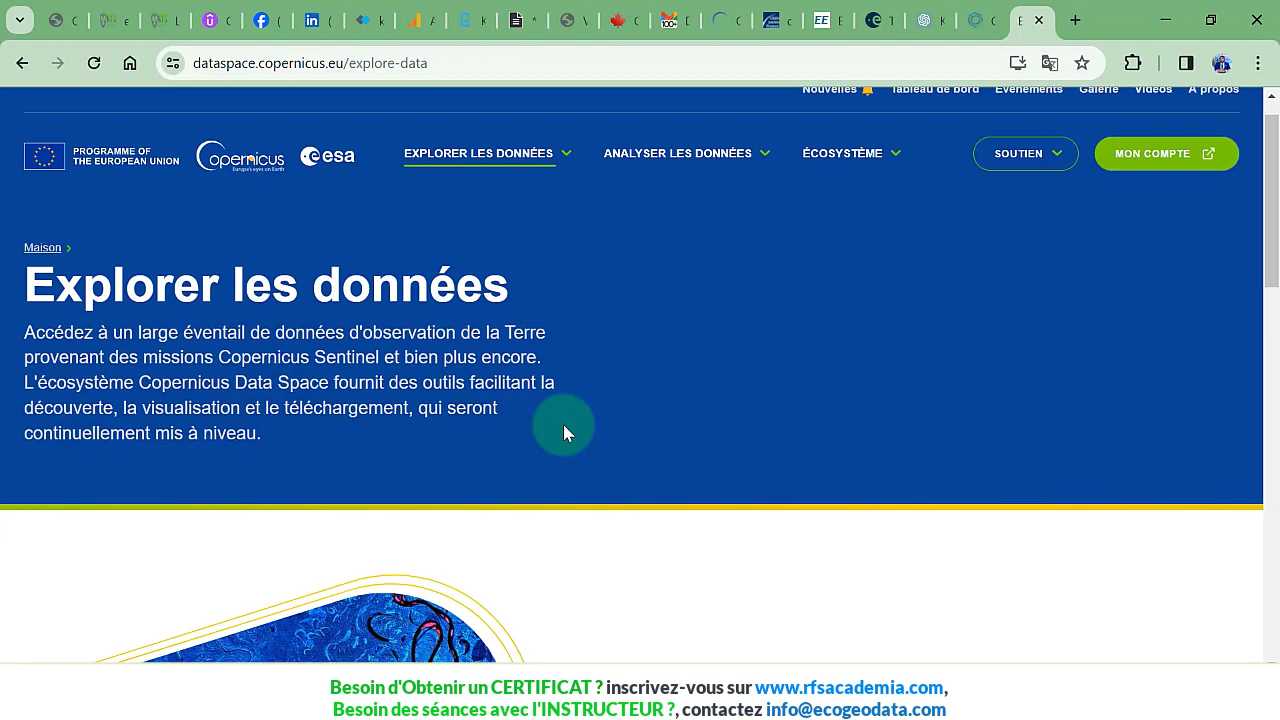 dataspace.copernicus.eu/explore-data
Nouvelles Tableau de bord Événements Galerie Vidéos À propos
PROGRAMME OF
THE EUROPEAN UNION
opernicus
Europe's eyes on Earth
esa
EXPLORER LES DONNÉES ANALYSER LES DONNÉES ÉCOSYSTÈME SOUTIEN MON COMPTE
Maison
Explorer les données
Accédez à un large éventail de données d'observation de la Terre
provenant des missions Copernicus Sentinel et bien plus encore.
L'écosystème Copernicus Data Space fournit des outils facilitant la
découverte, la visualisation et le téléchargement, qui seront
continuellement mis à niveau.
Besoin d'Obtenir un CERTIFICAT ? inscrivez-vous sur www.rfsacademia.com,
Besoin des séances avec l'INSTRUCTEUR ?, contactez info@ecogeodata.com